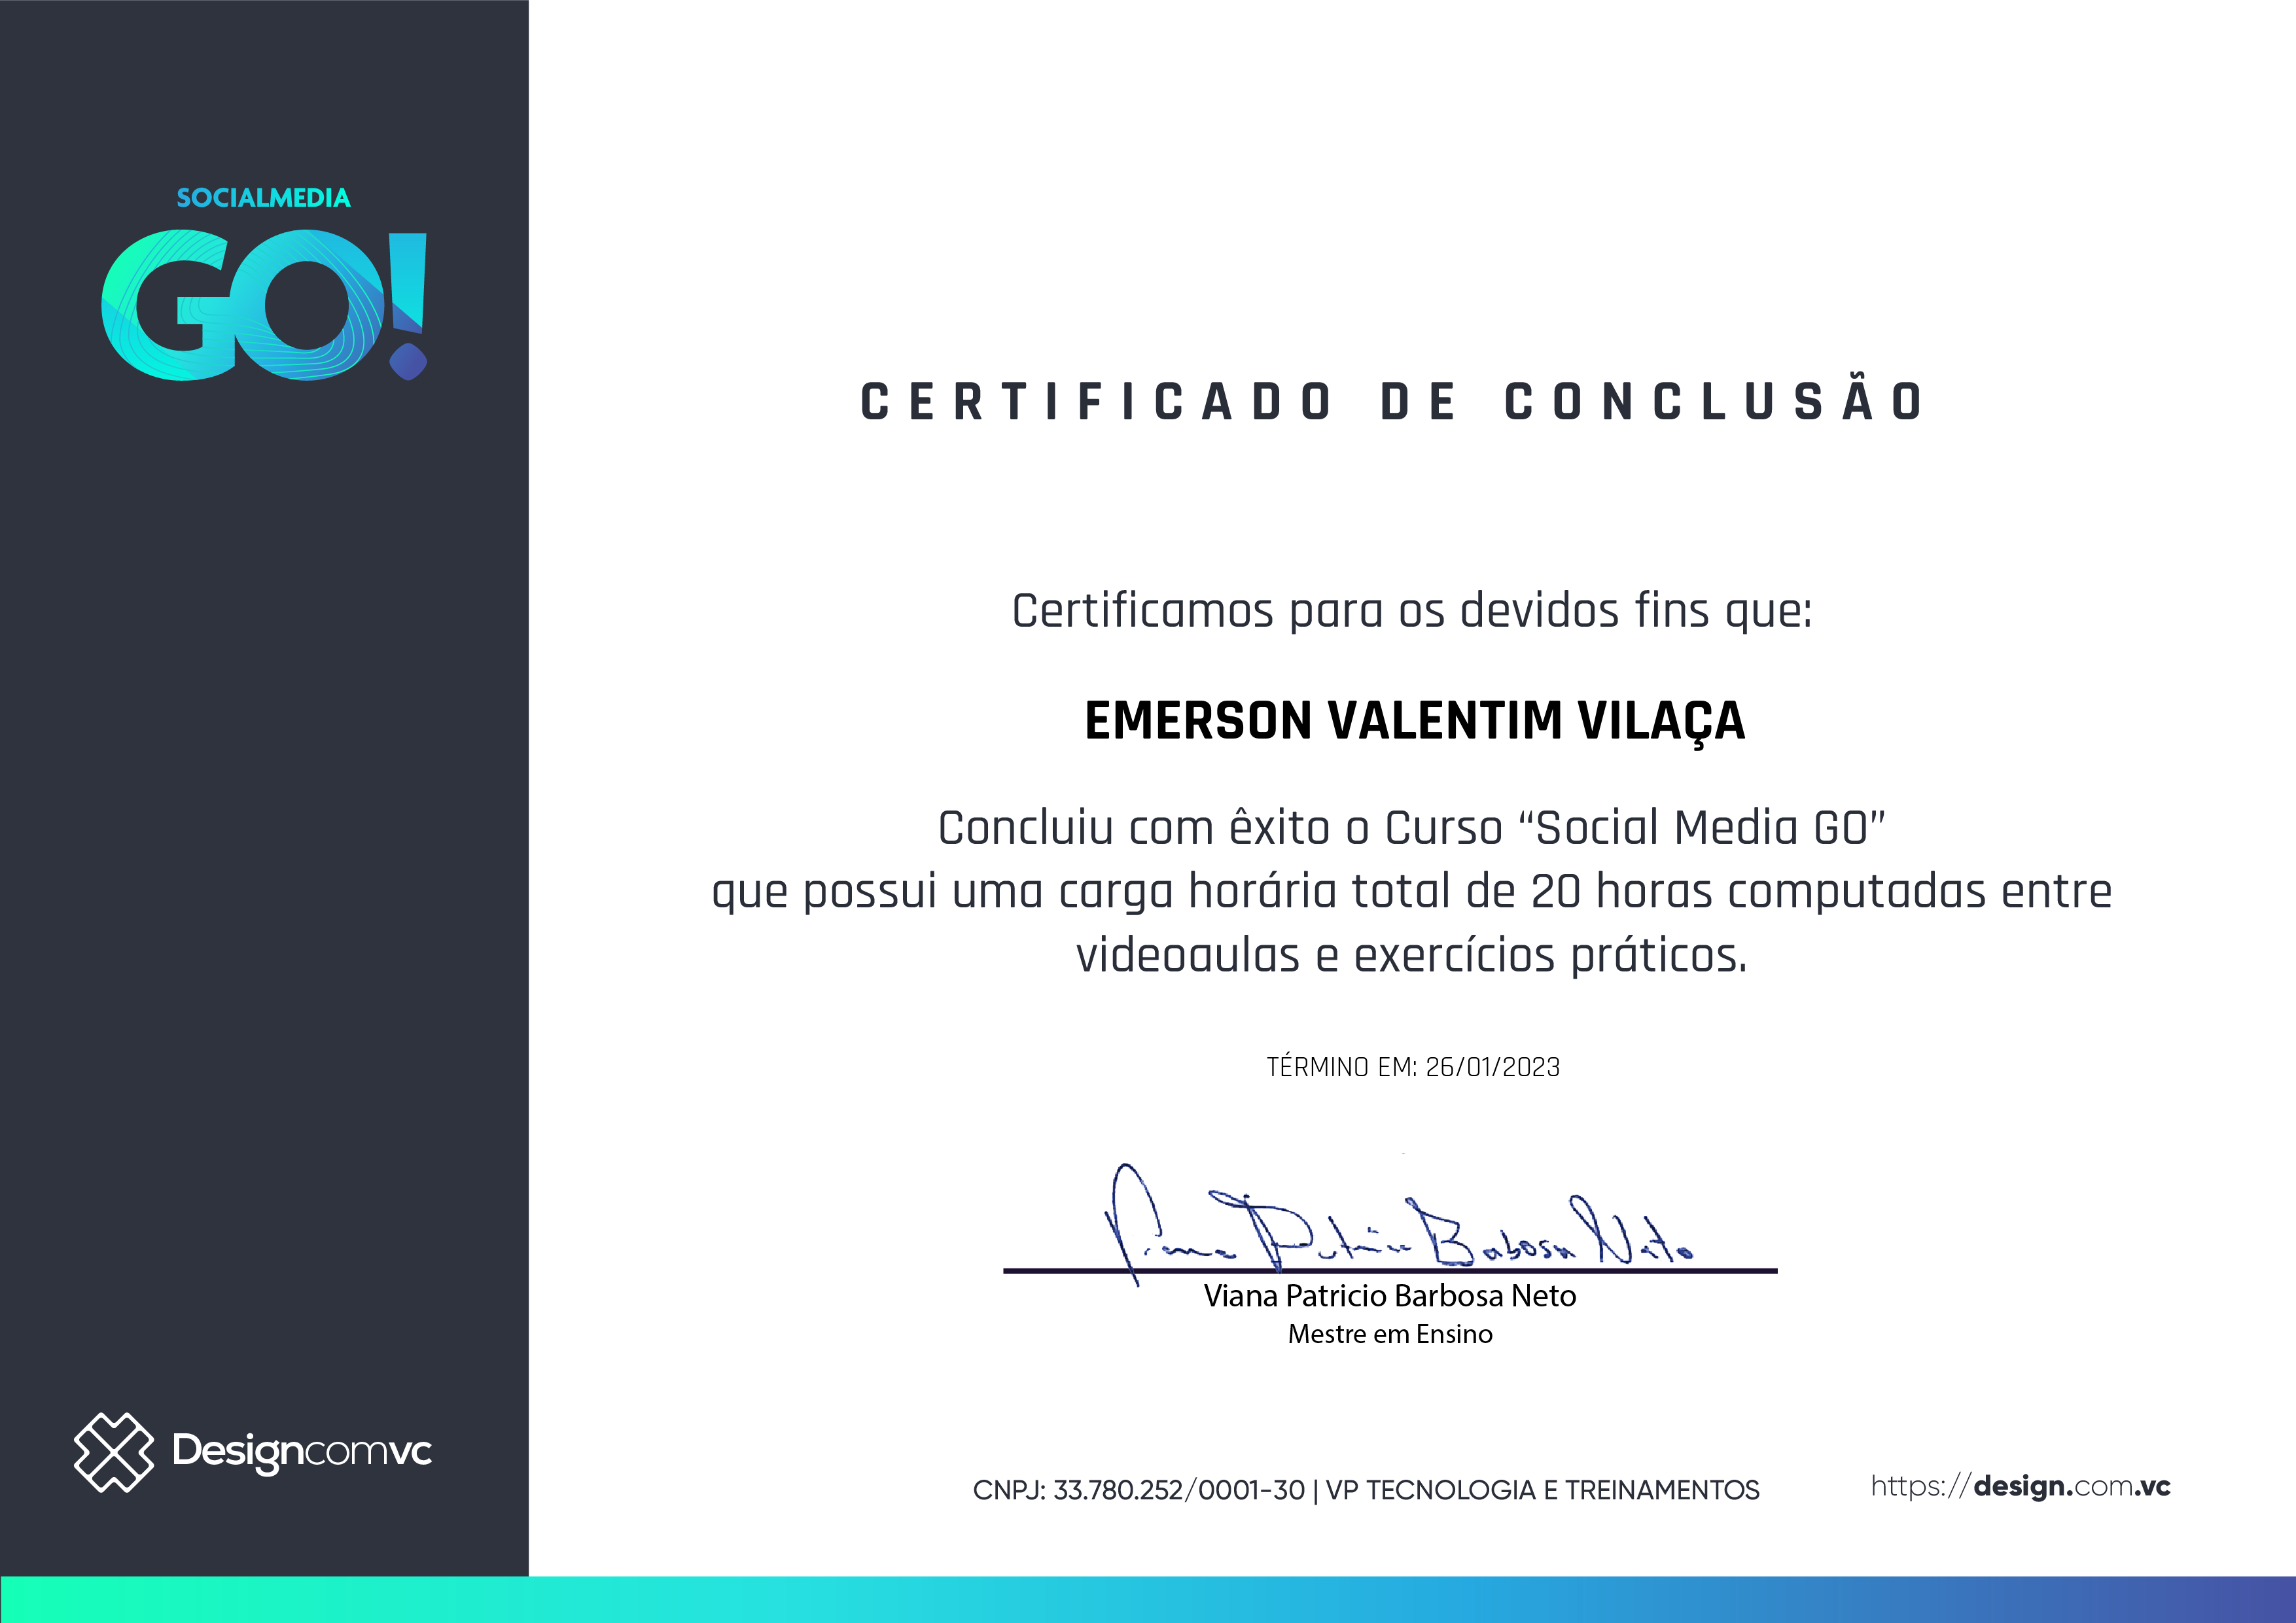 SOCIALMEDIA
GO!
CERTIFICADO DE CONCLUSÃO
Certificamos para os devidos fins que:
EMERSON VALENTIM VILAÇA
Concluiu com êxito o Curso “Social Media GO”
que possui uma carga horária total de 20 horas computadas entre
videoaulas e exercícios práticos.
TÉRMINO EM: 26/01/2023
Viana Patricio Barbosa Neto
Viana Patricio Barbosa Neto
Mestre em Ensino
Designcomvc
CNPJ: 33.780.252/0001-30 | VP TECNOLOGIA E TREINAMENTOS
https://design.com.vc